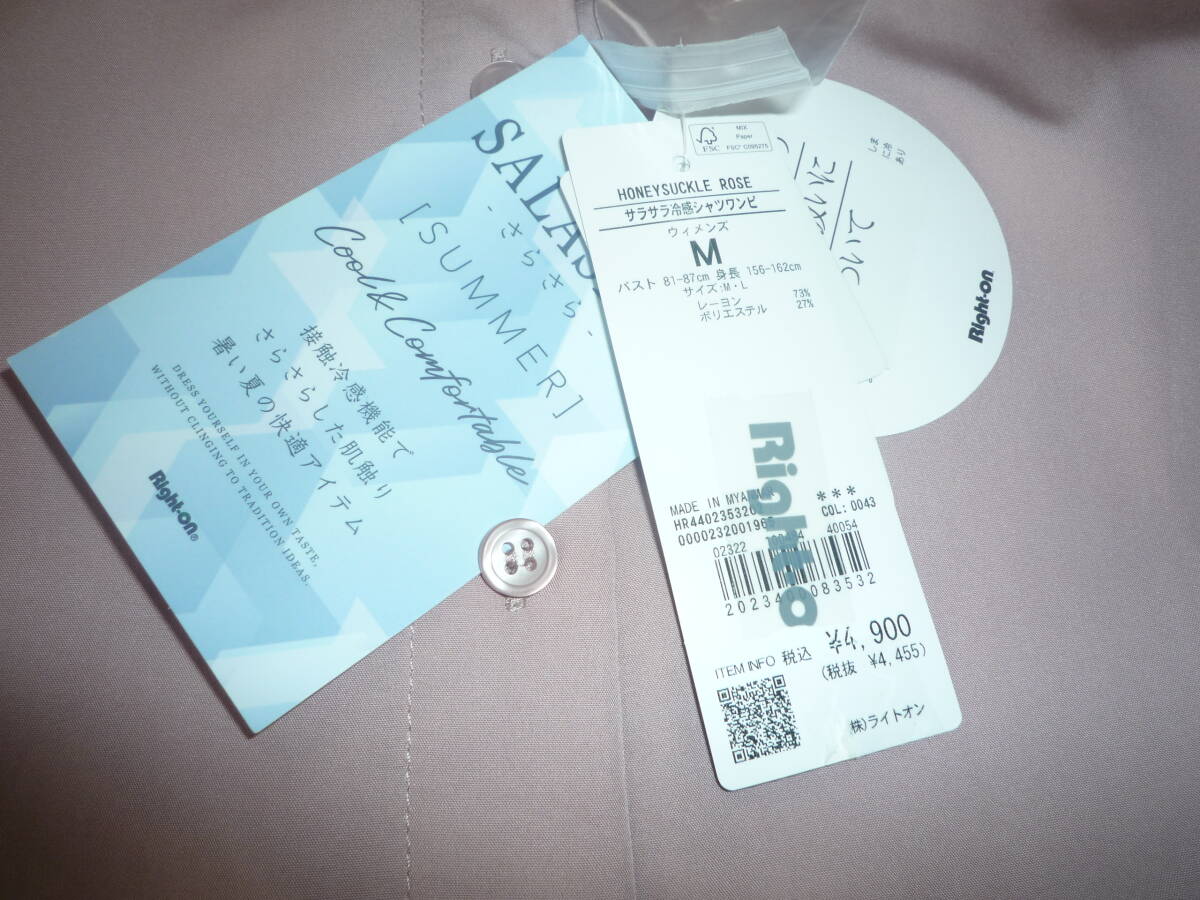 - さらさら -
[SUMMER]
Cool & Comfortable
接触冷感機能で
さらさらした肌触り
暑い夏の快適アイテム
DRESS YOURSELF IN YOUR OWN TASTE,
WITHOUT CLINGING TO TRADITION IDEAS.
Right-on®
FSC
MIX
Paper
HONEYSUCKLE ROSE
サラサラ冷感シャツワンピ
ウィメンズ
M
バスト 81-87cm 身長 156-162cm
サイズ:M・L
レーヨン 73%
ポリエステル 27%
MADE IN
***
COL:0043
02322
40054
ITEM INFO 税込
,900
(税抜 ¥4,455)
株)ライトオン
ついて
Right-on